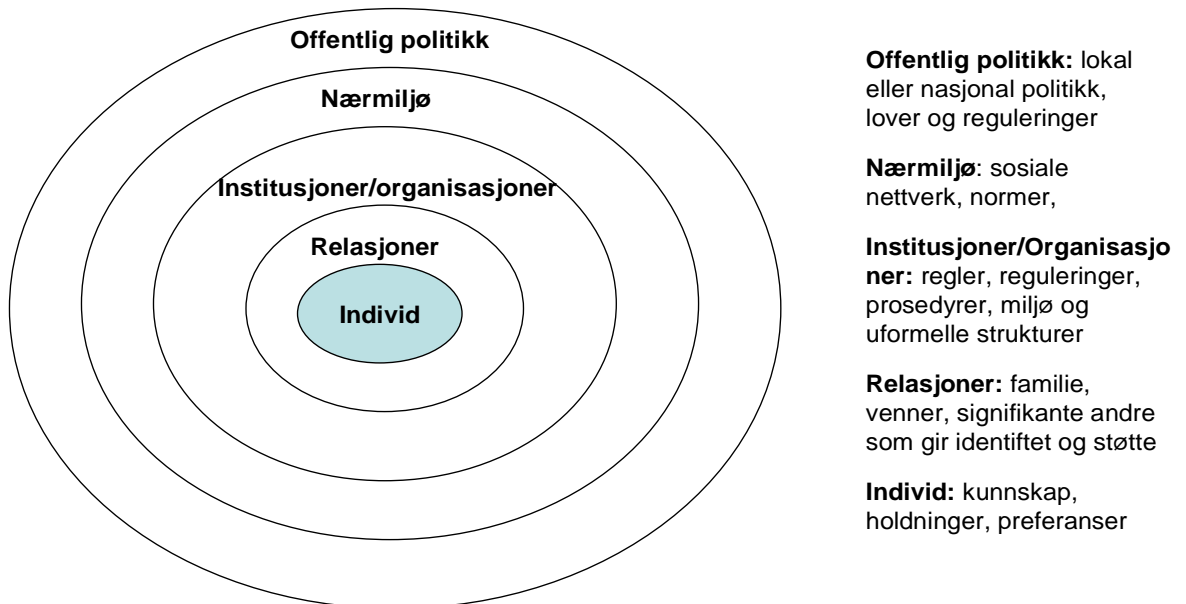 Offentlig politikk
Nærmiljø
Institusjoner/organisasjoner
Relasjoner
Individ
Offentlig politikk: lokal
eller nasjonal politikk,
lover og reguleringer
Nærmiljø: sosiale
nettverk, normer,
Institusjoner/Organisasjo
ner: regler, reguleringer,
prosedyrer, miljø og
uformelle strukturer
Relasjoner: familie,
venner, signifikante andre
som gir identiftet og støtte
Individ: kunnskap,
holdninger, preferanser